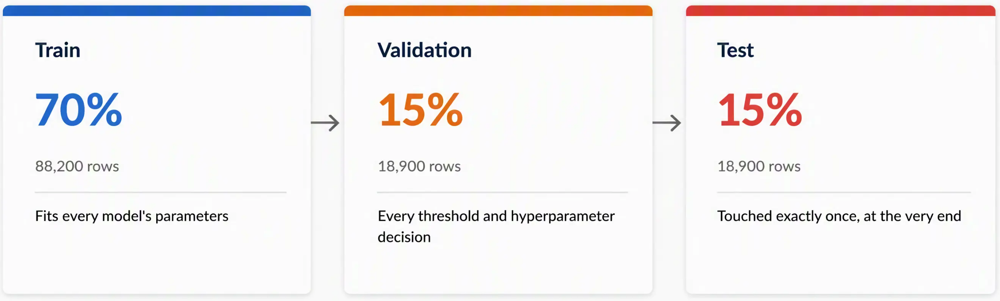 Train
70%
88,200 rows
Fits every model's parameters
Validation
15%
18,900 rows
Every threshold and hyperparameter
decision
Test
15%
18,900 rows
Touched exactly once, at the very end